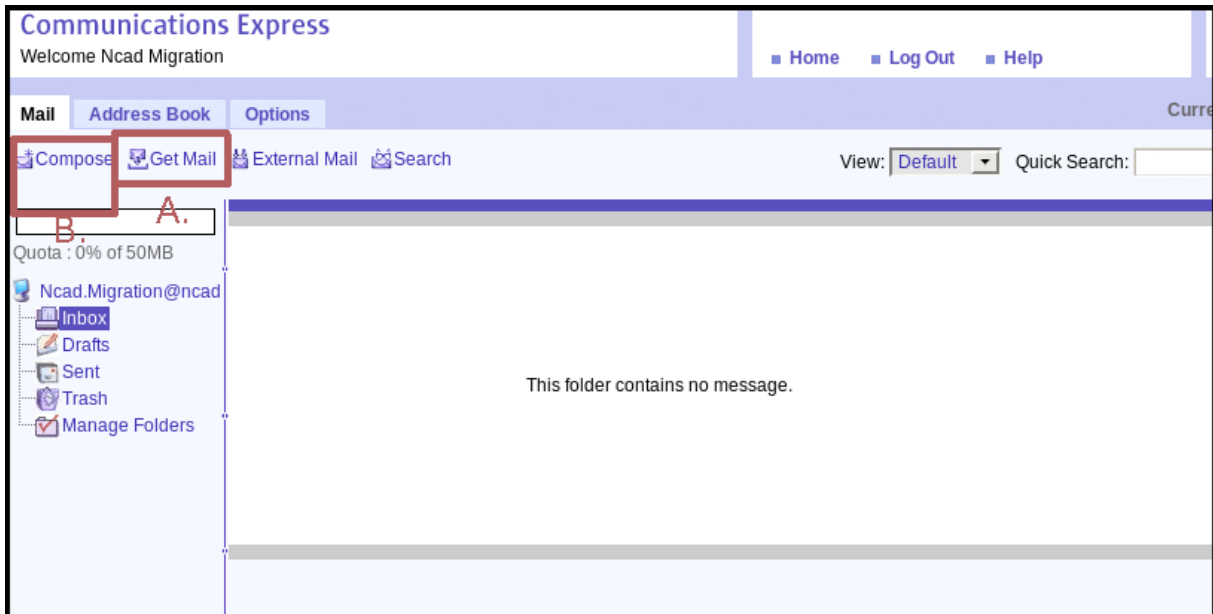 Communications Express
Welcome Ncad Migration
Home Log Out Help
Mail Address Book Options
Compose Get Mail External Mail Search View: Default Quick Search:
A.
B.
Quota : 0% of 50MB
Ncad.Migration@ncad
Inbox
Drafts
Sent
This folder contains no message.
Trash
Manage Folders